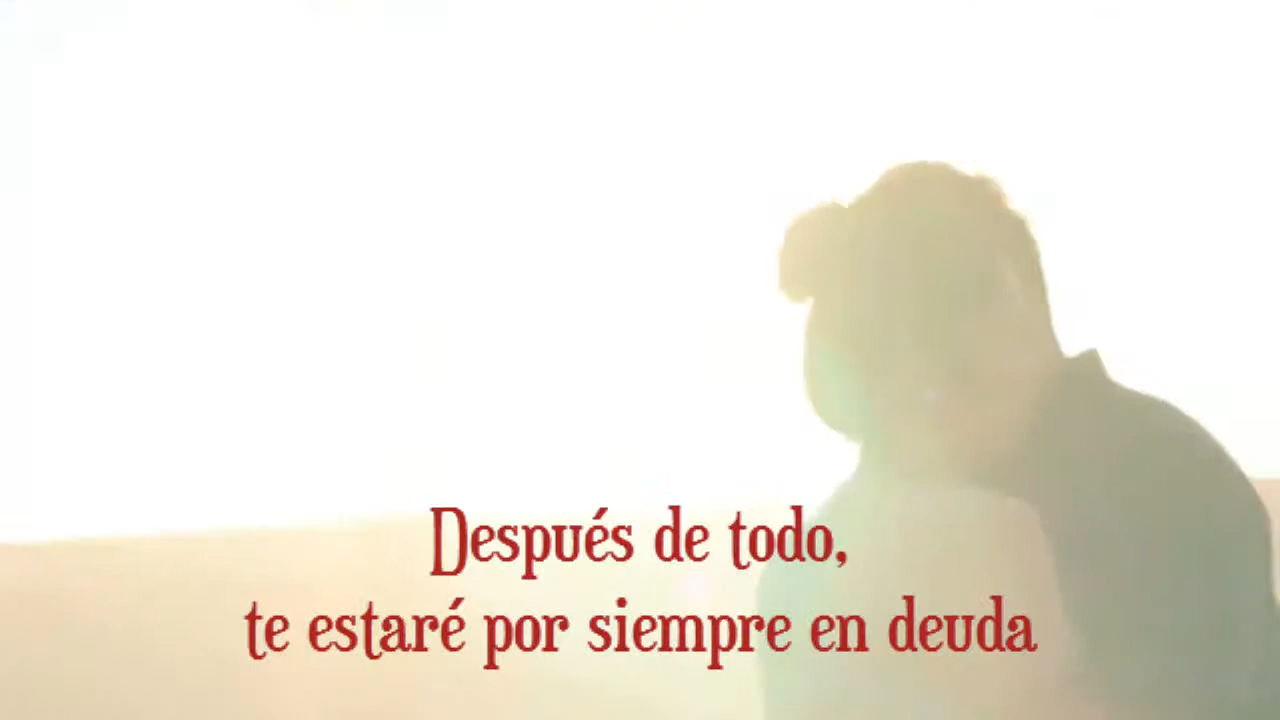 Después de todo,
te estaré por siempre en deuda